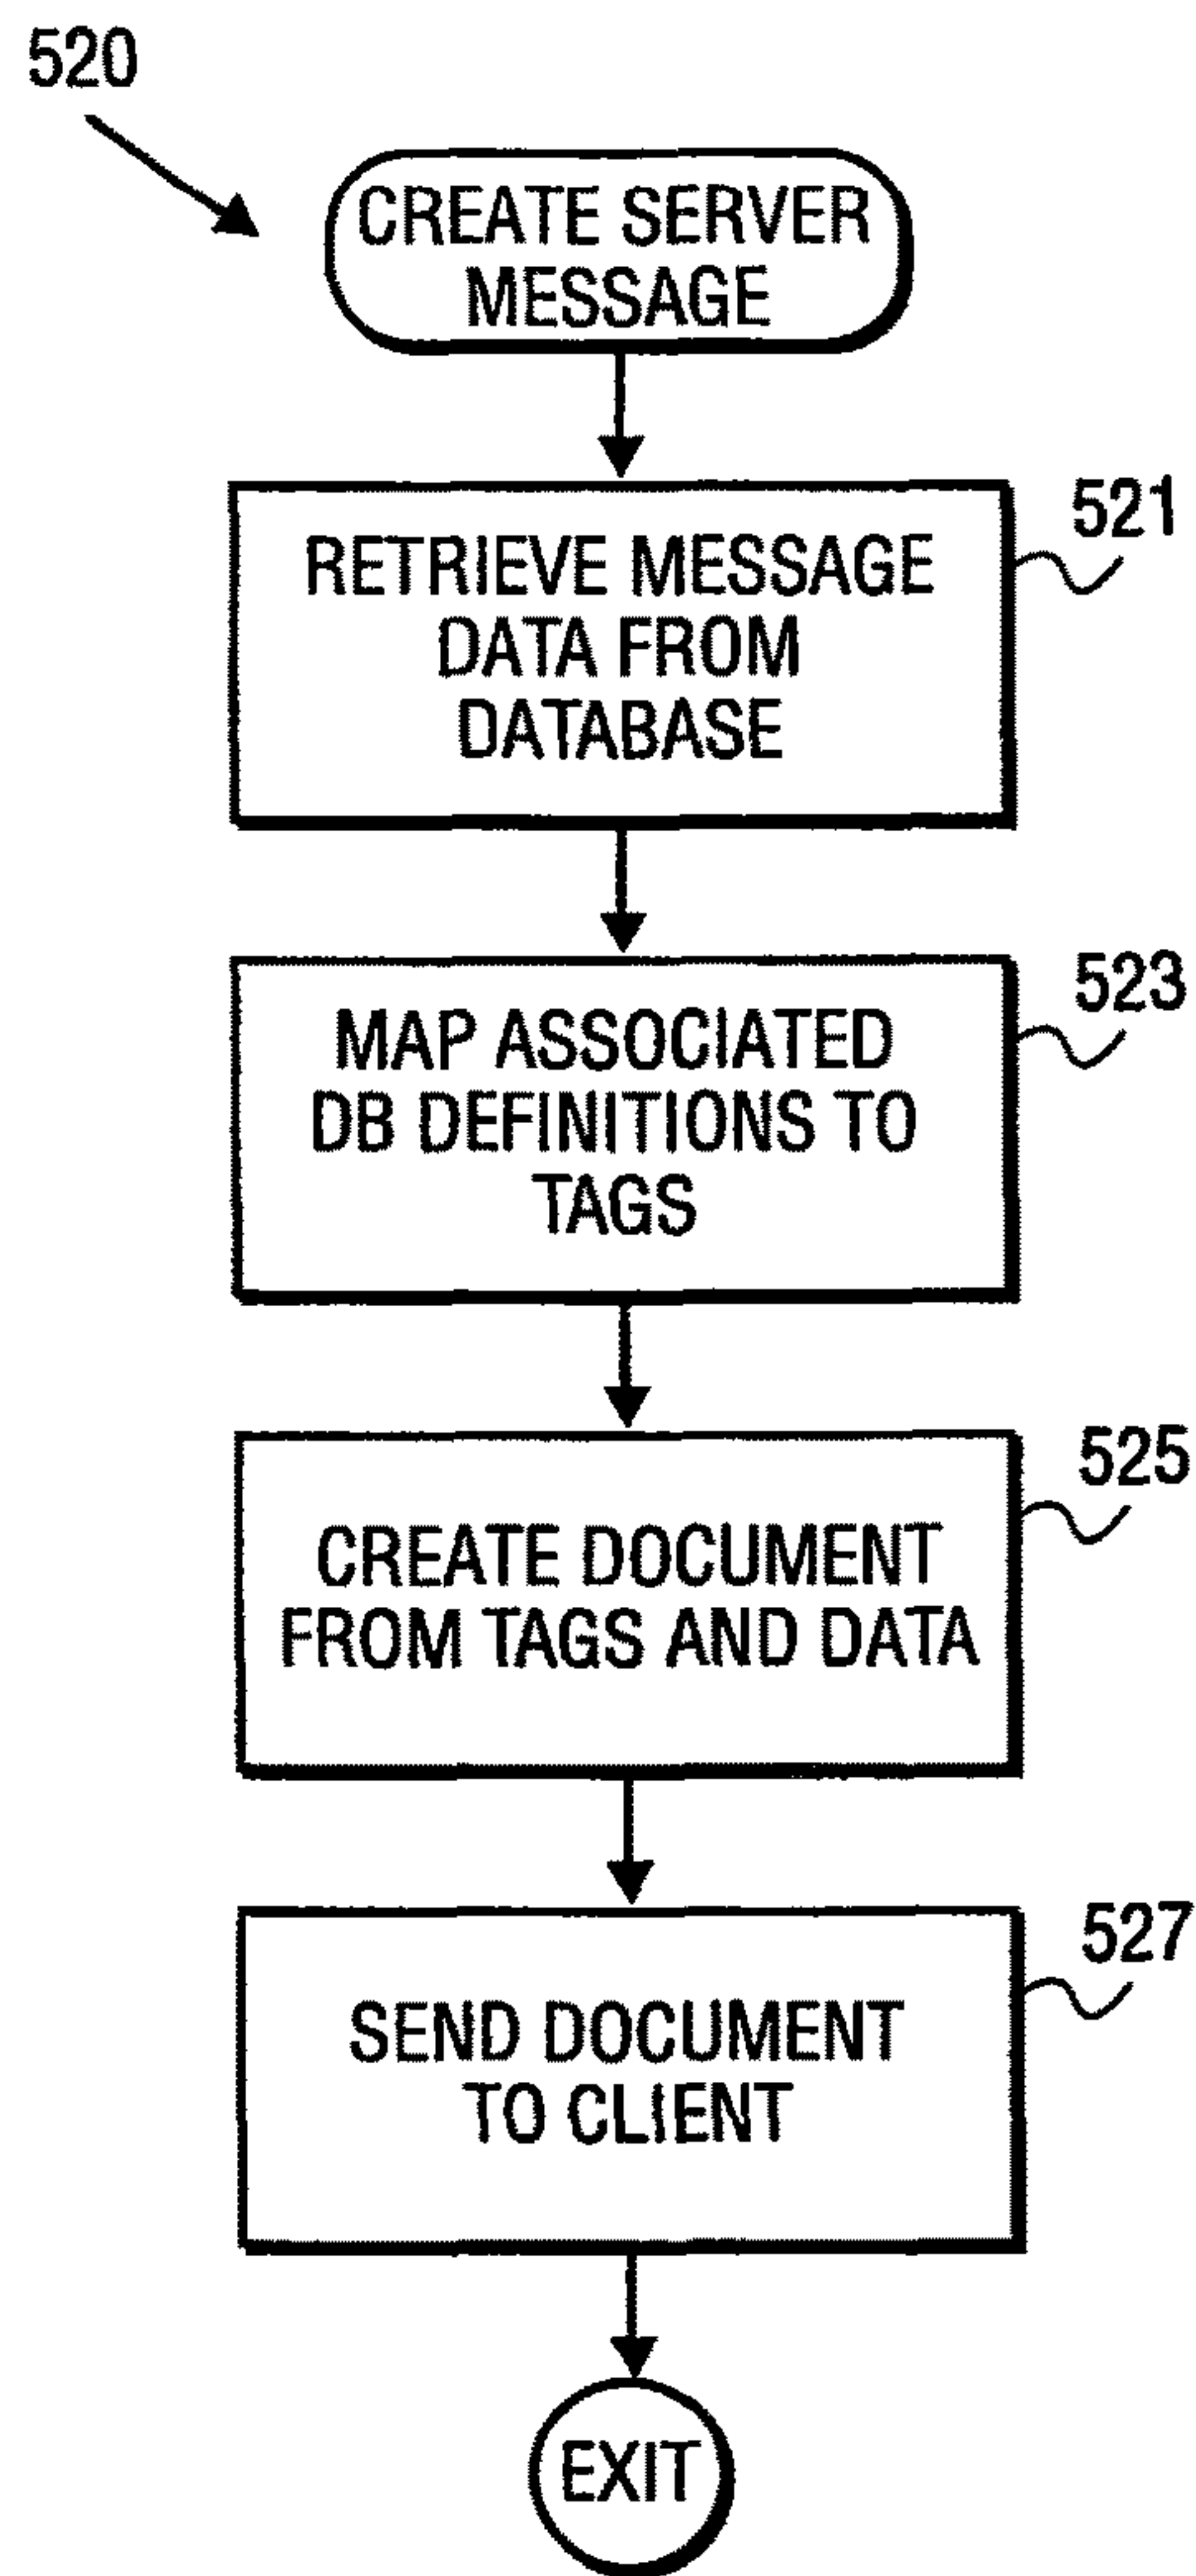 520
CREATE SERVER
MESSAGE
RETRIEVE MESSAGE
DATA FROM
DATABASE
521
MAP ASSOCIATED
DB DEFINITIONS TO
TAGS
523
CREATE DOCUMENT
FROM TAGS AND DATA
525
SEND DOCUMENT
TO CLIENT
527
EXIT